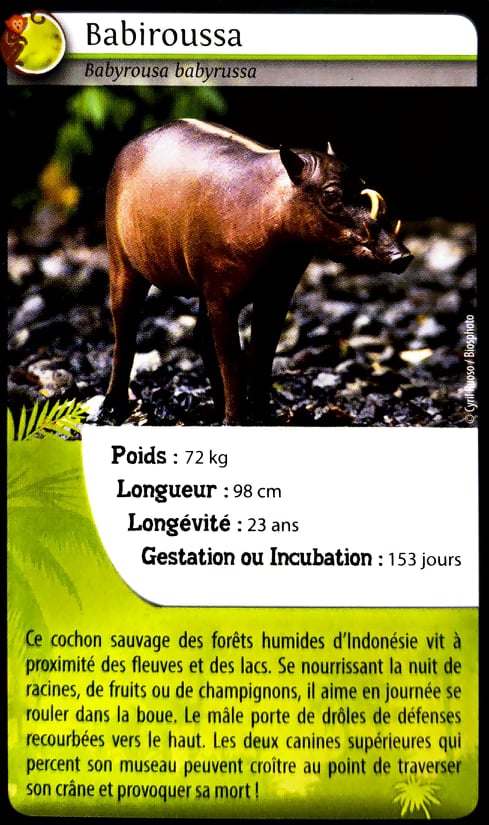 Babiroussa
Babyrousa babyrussa
© Cyril Ruoso / Biosphoto
Poids : 72 kg
Longueur : 98 cm
Longévité : 23 ans
Gestation ou Incubation : 153 jours
Ce cochon sauvage des forêts humides d'Indonésie vit à
proximité des fleuves et des lacs. Se nourrissant la nuit de
racines, de fruits ou de champignons, il aime en journée se
rouler dans la boue. Le mâle porte de drôles de défenses
recourbées vers le haut. Les deux canines supérieures qui
percent son museau peuvent croître au point de traverser
son crâne et provoquer sa mort !